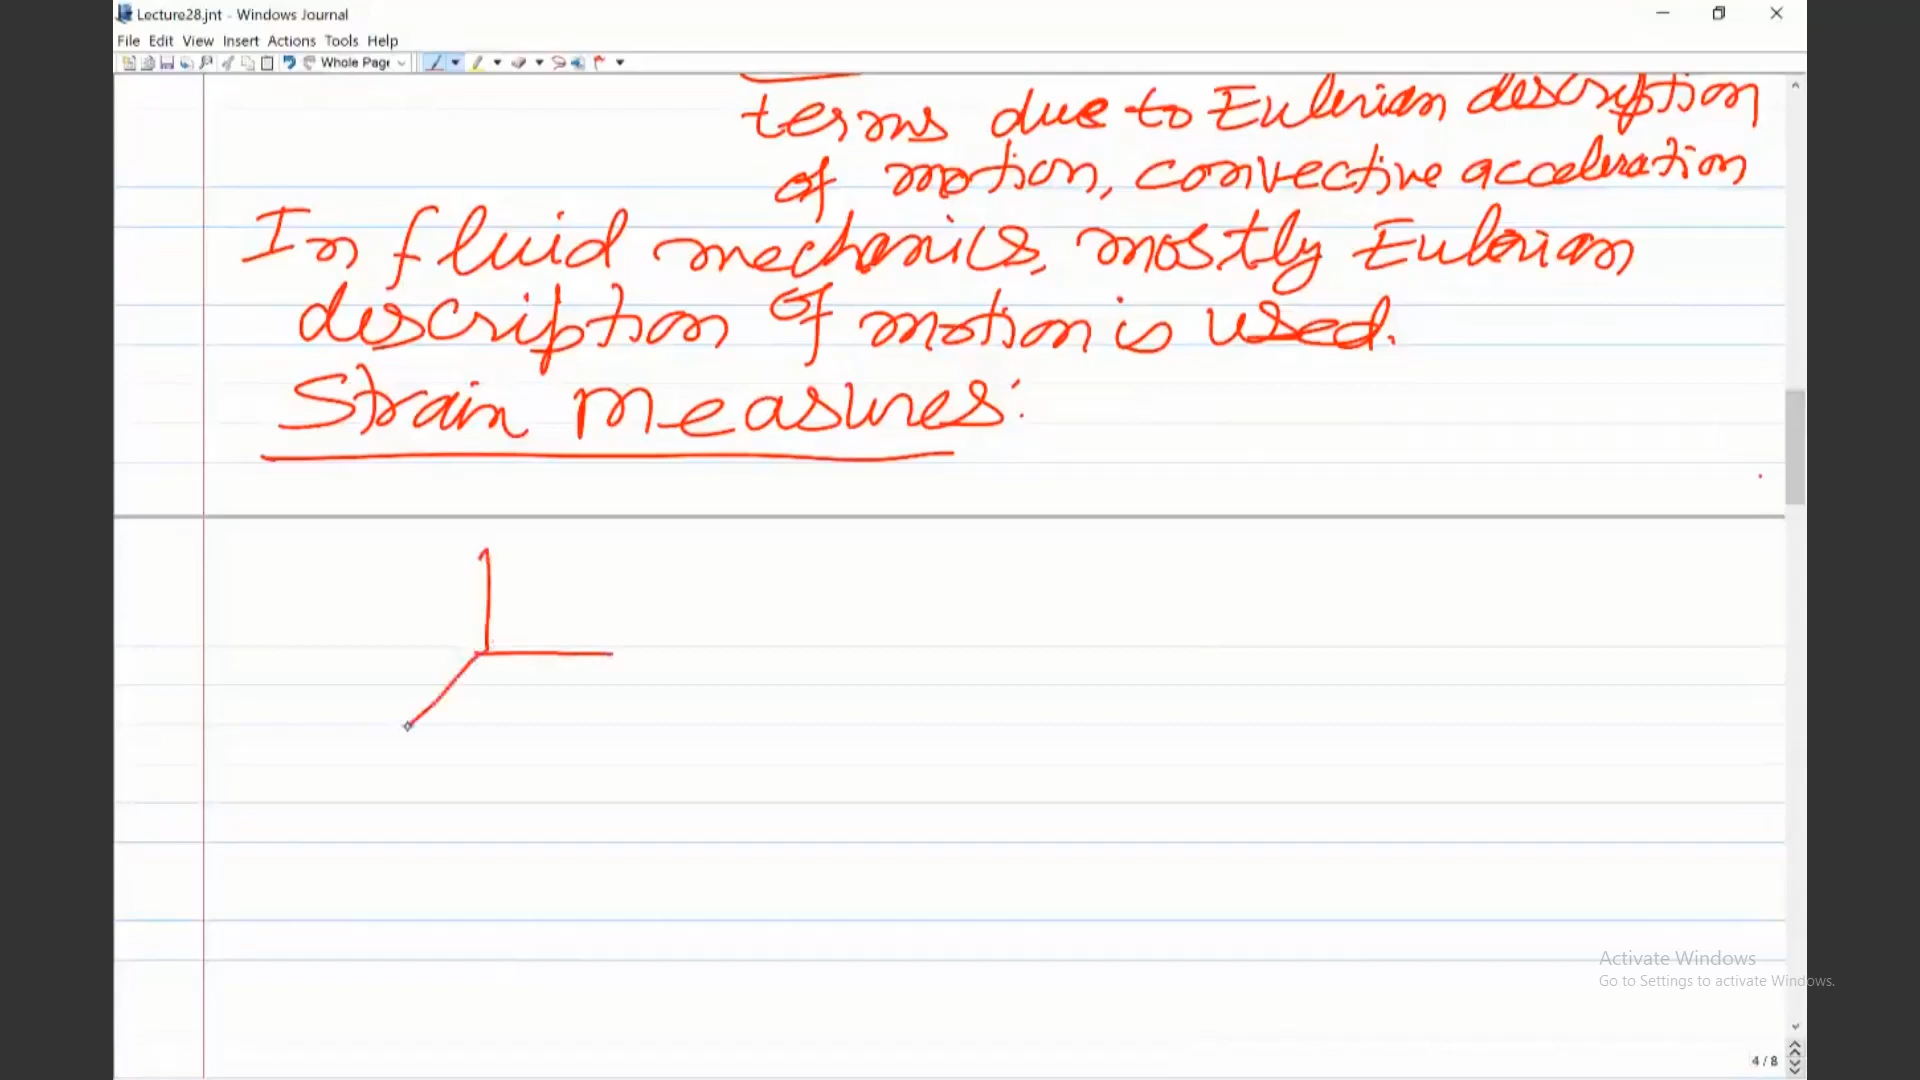 Lecture28.jnt - Windows Journal
File Edit View Insert Actions Tools Help
Whole Page
terms due to Eulerian description
of motion, convective acceleration
In fluid mechanics, mostly Eulerian
description of motion is used.
Strain Measures:
Activate Windows
Go to Settings to activate Windows.
4 / 8